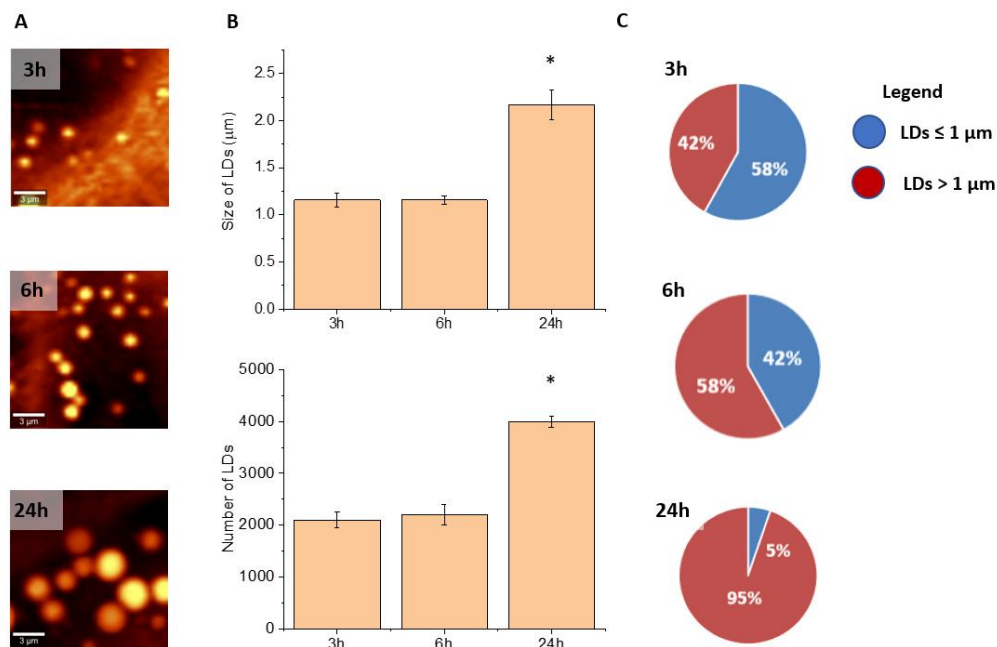 A
3h
3 µm
6h
3 µm
24h
3 µm
B
*
2.5
2.0
1.5
1.0
0.5
0.0
Size of LDs (µm)
3h 6h 24h
*
5000
4000
3000
2000
1000
0
Number of LDs
3h 6h 24h
C
3h
42%
58%
6h
42%
58%
24h
5%
95%
Legend
LDs ≤ 1 µm
LDs > 1 µm